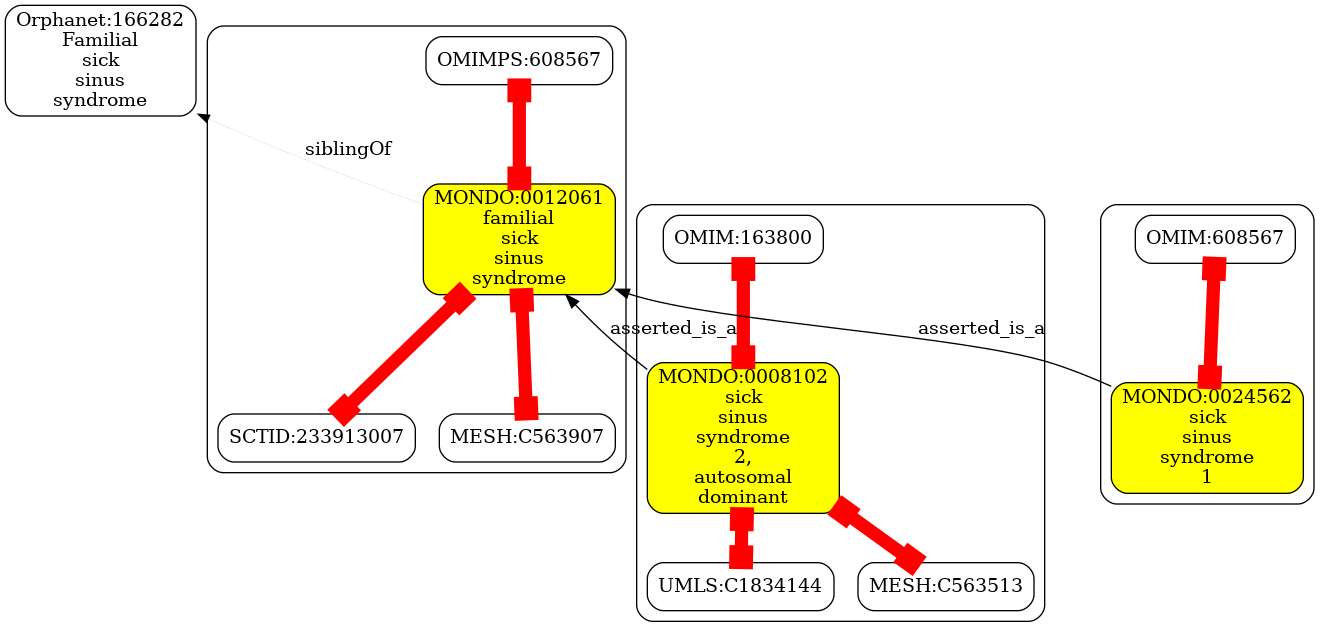 Orphanet:166282
Familial
sick
sinus
syndrome
OMIMPS:608567
siblingOf
MONDO:0012061
familial
sick
sinus
syndrome
SCTID:233913007
MESH:C563907
OMIM:163800
asserted_is_a
MONDO:0008102
sick
sinus
syndrome
2,
autosomal
dominant
UMLS:C1834144
MESH:C563513
OMIM:608567
asserted_is_a
MONDO:0024562
sick
sinus
syndrome
1